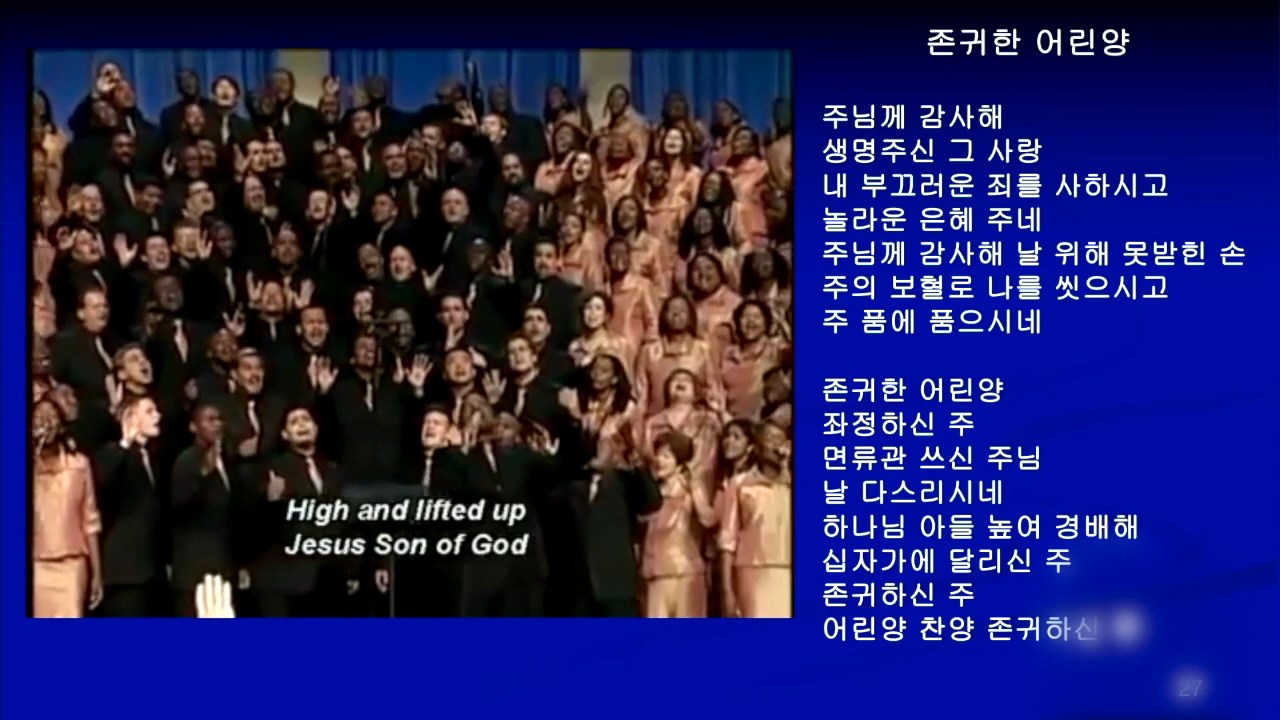 존귀한 어린양
주님께 감사해
생명주신 그 사랑
내 부끄러운 죄를 사하시고
놀라운 은혜 주네
주님께 감사해 날 위해 못박힌 손
주의 보혈로 나를 씻으시고
주 품에 품으시네
존귀한 어린양
좌정하신 주
면류관 쓰신 주님
날 다스리시네
하나님 아들 높여 경배해
십자가에 달리신 주
존귀하신 주
어린양 찬양 존귀하신
High and lifted up
Jesus Son of God
27